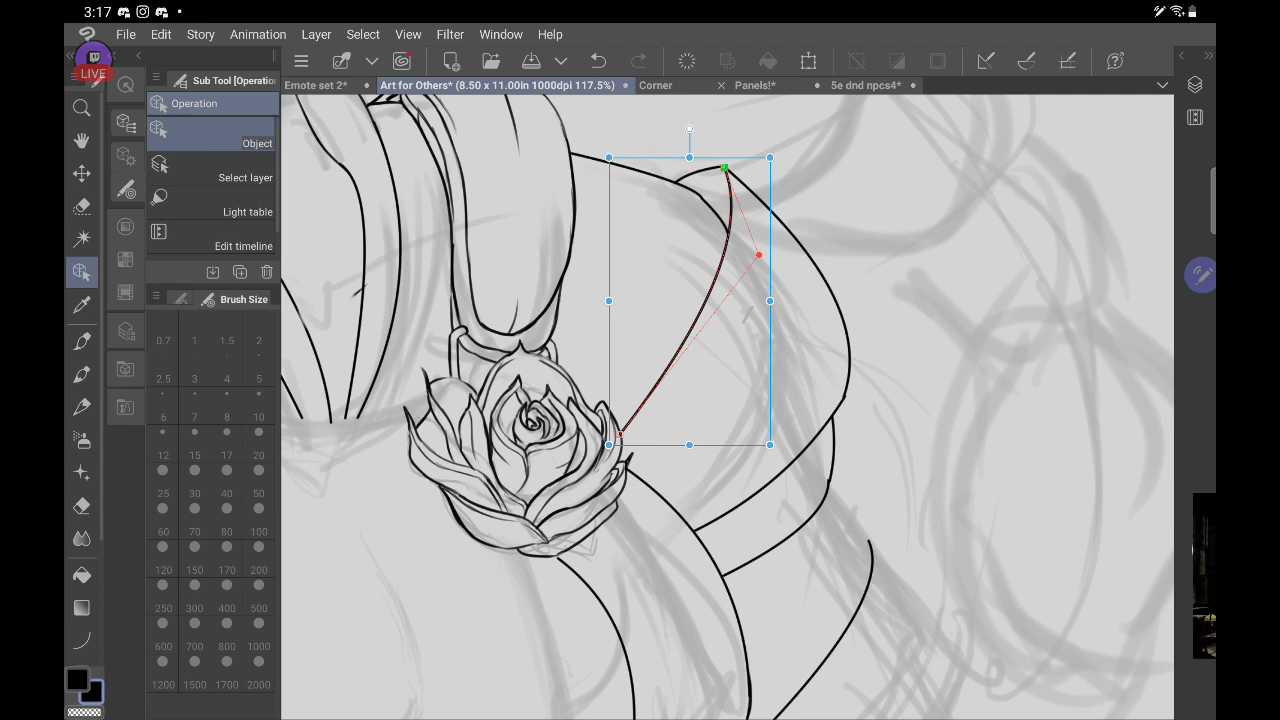 3:17
File Edit Story Animation Layer Select View Filter Window Help
LIVE
Sub Tool [Operatio
Emote set 2* Art for Others* (8.50 x 11.00in 1000dpi 117.5%) Corner Panels!* 5e dnd npcs4*
Operation
Object
Select layer
Light table
Edit timeline
Brush Size
0.7 1 1.5 2
2.5 3 4 5
6 7 8 10
12 15 17 20
25 30 40 50
60 70 80 100
120 150 170 200
250 300 400 500
600 700 800 1000
1200 1500 1700 2000